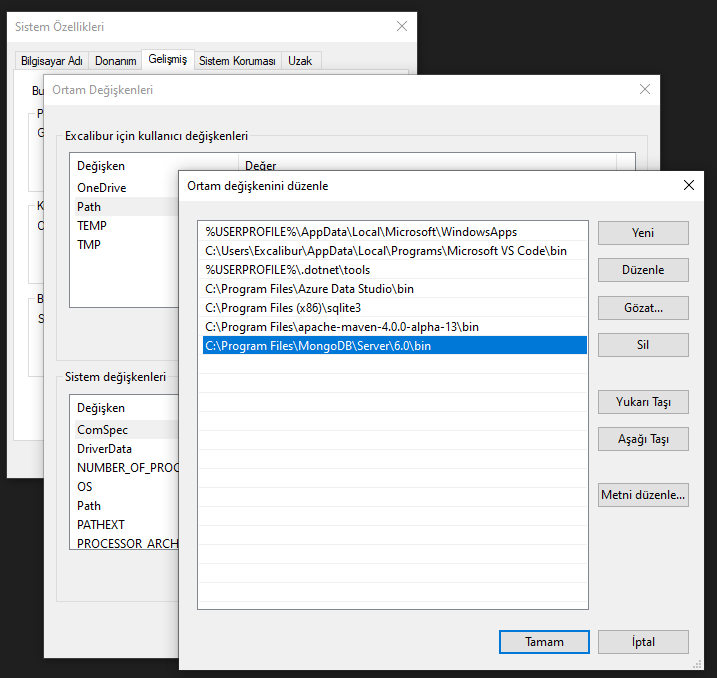 Sistem Özellikleri
Bilgisayar Adı Donanım Gelişmiş Sistem Koruması Uzak
Bu
P
G
K
O
B
S
Ortam Değişkenleri
Excalibur için kullanıcı değişkenleri
Değişken Değer
OneDrive
Path
TEMP
TMP
Sistem değişkenleri
Değişken
ComSpec
DriverData
NUMBER_OF_PROC
OS
Path
PATHEXT
PROCESSOR_ARCH
Ortam değişkenini düzenle
%USERPROFILE%\AppData\Local\Microsoft\WindowsApps
C:\Users\Excalibur\AppData\Local\Programs\Microsoft VS Code\bin
%USERPROFILE%\.dotnet\tools
C:\Program Files\Azure Data Studio\bin
C:\Program Files (x86)\sqlite3
C:\Program Files\apache-maven-4.0.0-alpha-13\bin
C:\Program Files\MongoDB\Server\6.0\bin
Yeni
Düzenle
Gözat...
Sil
Yukarı Taşı
Aşağı Taşı
Metni düzenle...
Tamam İptal